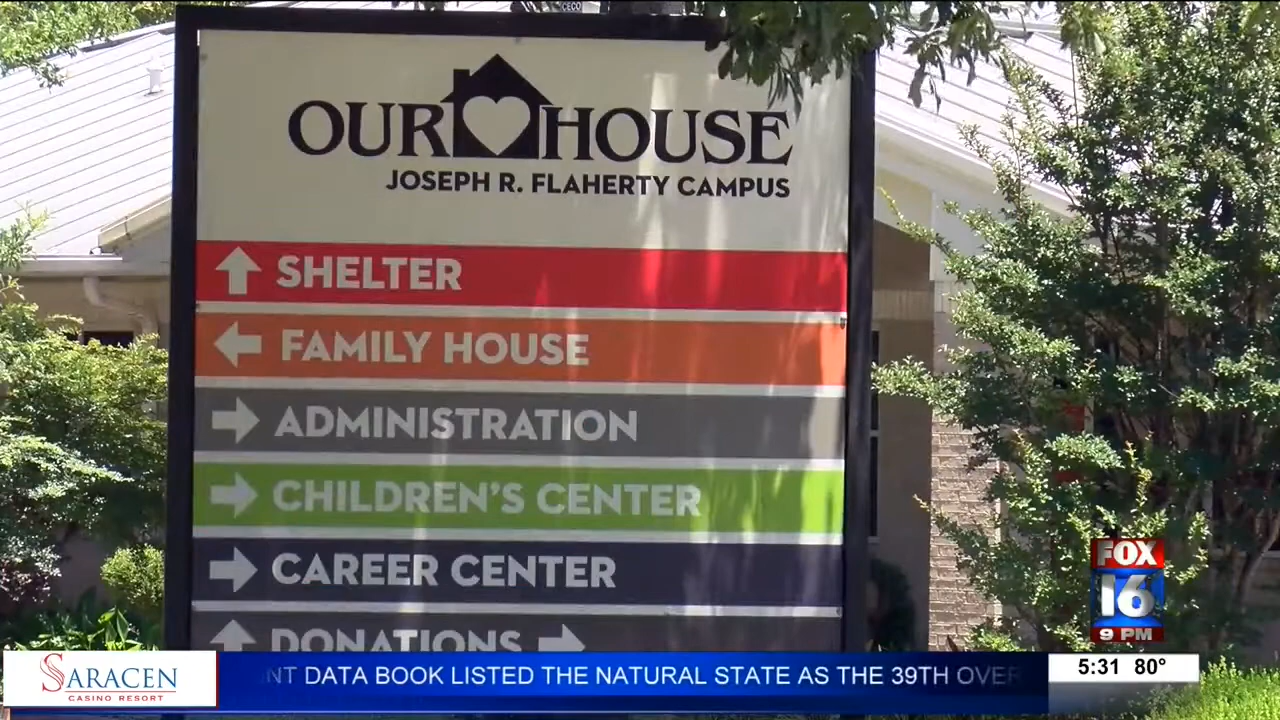 CECO
OUR HOUSE
JOSEPH R. FLAHERTY CAMPUS
SHELTER
FAMILY HOUSE
ADMINISTRATION
CHILDREN'S CENTER
CAREER CENTER
DONATIONS
FOX
16
9 PM
SARACEN
CASINO RESORT
NT DATA BOOK LISTED THE NATURAL STATE AS THE 39TH OVER
5:31 80°